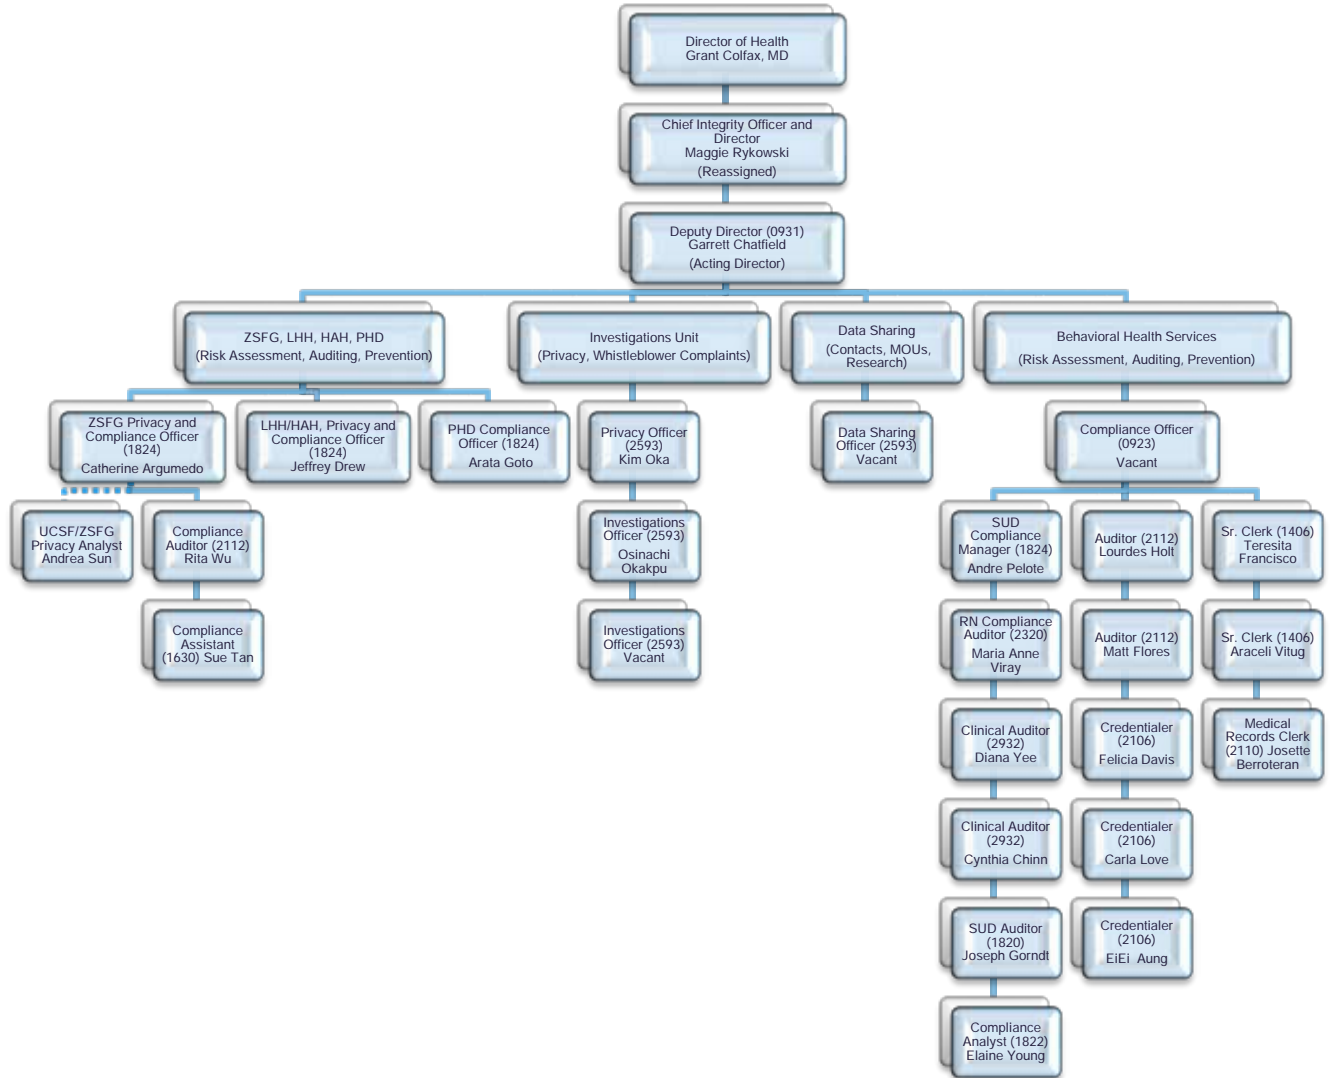 Director of Health
Grant Colfax, MD
Chief Integrity Officer and
Director
Maggie Rykowski
(Reassigned)
Deputy Director (0931)
Garrett Chatfield
(Acting Director)
ZSFG, LHH, HAH, PHD
(Risk Assessment, Auditing, Prevention)
Investigations Unit
(Privacy, Whistleblower Complaints)
Data Sharing
(Contacts, MOUs,
Research)
Behavioral Health Services
(Risk Assessment, Auditing, Prevention)
ZSFG Privacy and
Compliance Officer
(1824)
Catherine Argumedo
LHH/HAH, Privacy and
Compliance Officer
(1824)
Jeffrey Drew
PHD Compliance
Officer (1824)
Arata Goto
Privacy Officer
(2593)
Kim Oka
Data Sharing
Officer (2593)
Vacant
Compliance Officer
(0923)
Vacant
UCSF/ZSFG
Privacy Analyst
Andrea Sun
Compliance
Auditor (2112)
Rita Wu
Investigations
Officer (2593)
Osinachi
Okakpu
SUD
Compliance
Manager (1824)
Andre Pelote
Auditor (2112)
Lourdes Holt
Sr. Clerk (1406)
Teresita
Francisco
Compliance
Assistant
(1630) Sue Tan
Investigations
Officer (2593)
Vacant
RN Compliance
Auditor (2320)
Maria Anne
Viray
Auditor (2112)
Matt Flores
Sr. Clerk (1406)
Araceli Vitug
Clinical Auditor
(2932)
Diana Yee
Credentialer
(2106)
Felicia Davis
Medical
Records Clerk
(2110) Josette
Berroteran
Clinical Auditor
(2932)
Cynthia Chinn
Credentialer
(2106)
Carla Love
SUD Auditor
(1820)
Joseph Gorndt
Credentialer
(2106)
EiEi Aung
Compliance
Analyst (1822)
Elaine Young